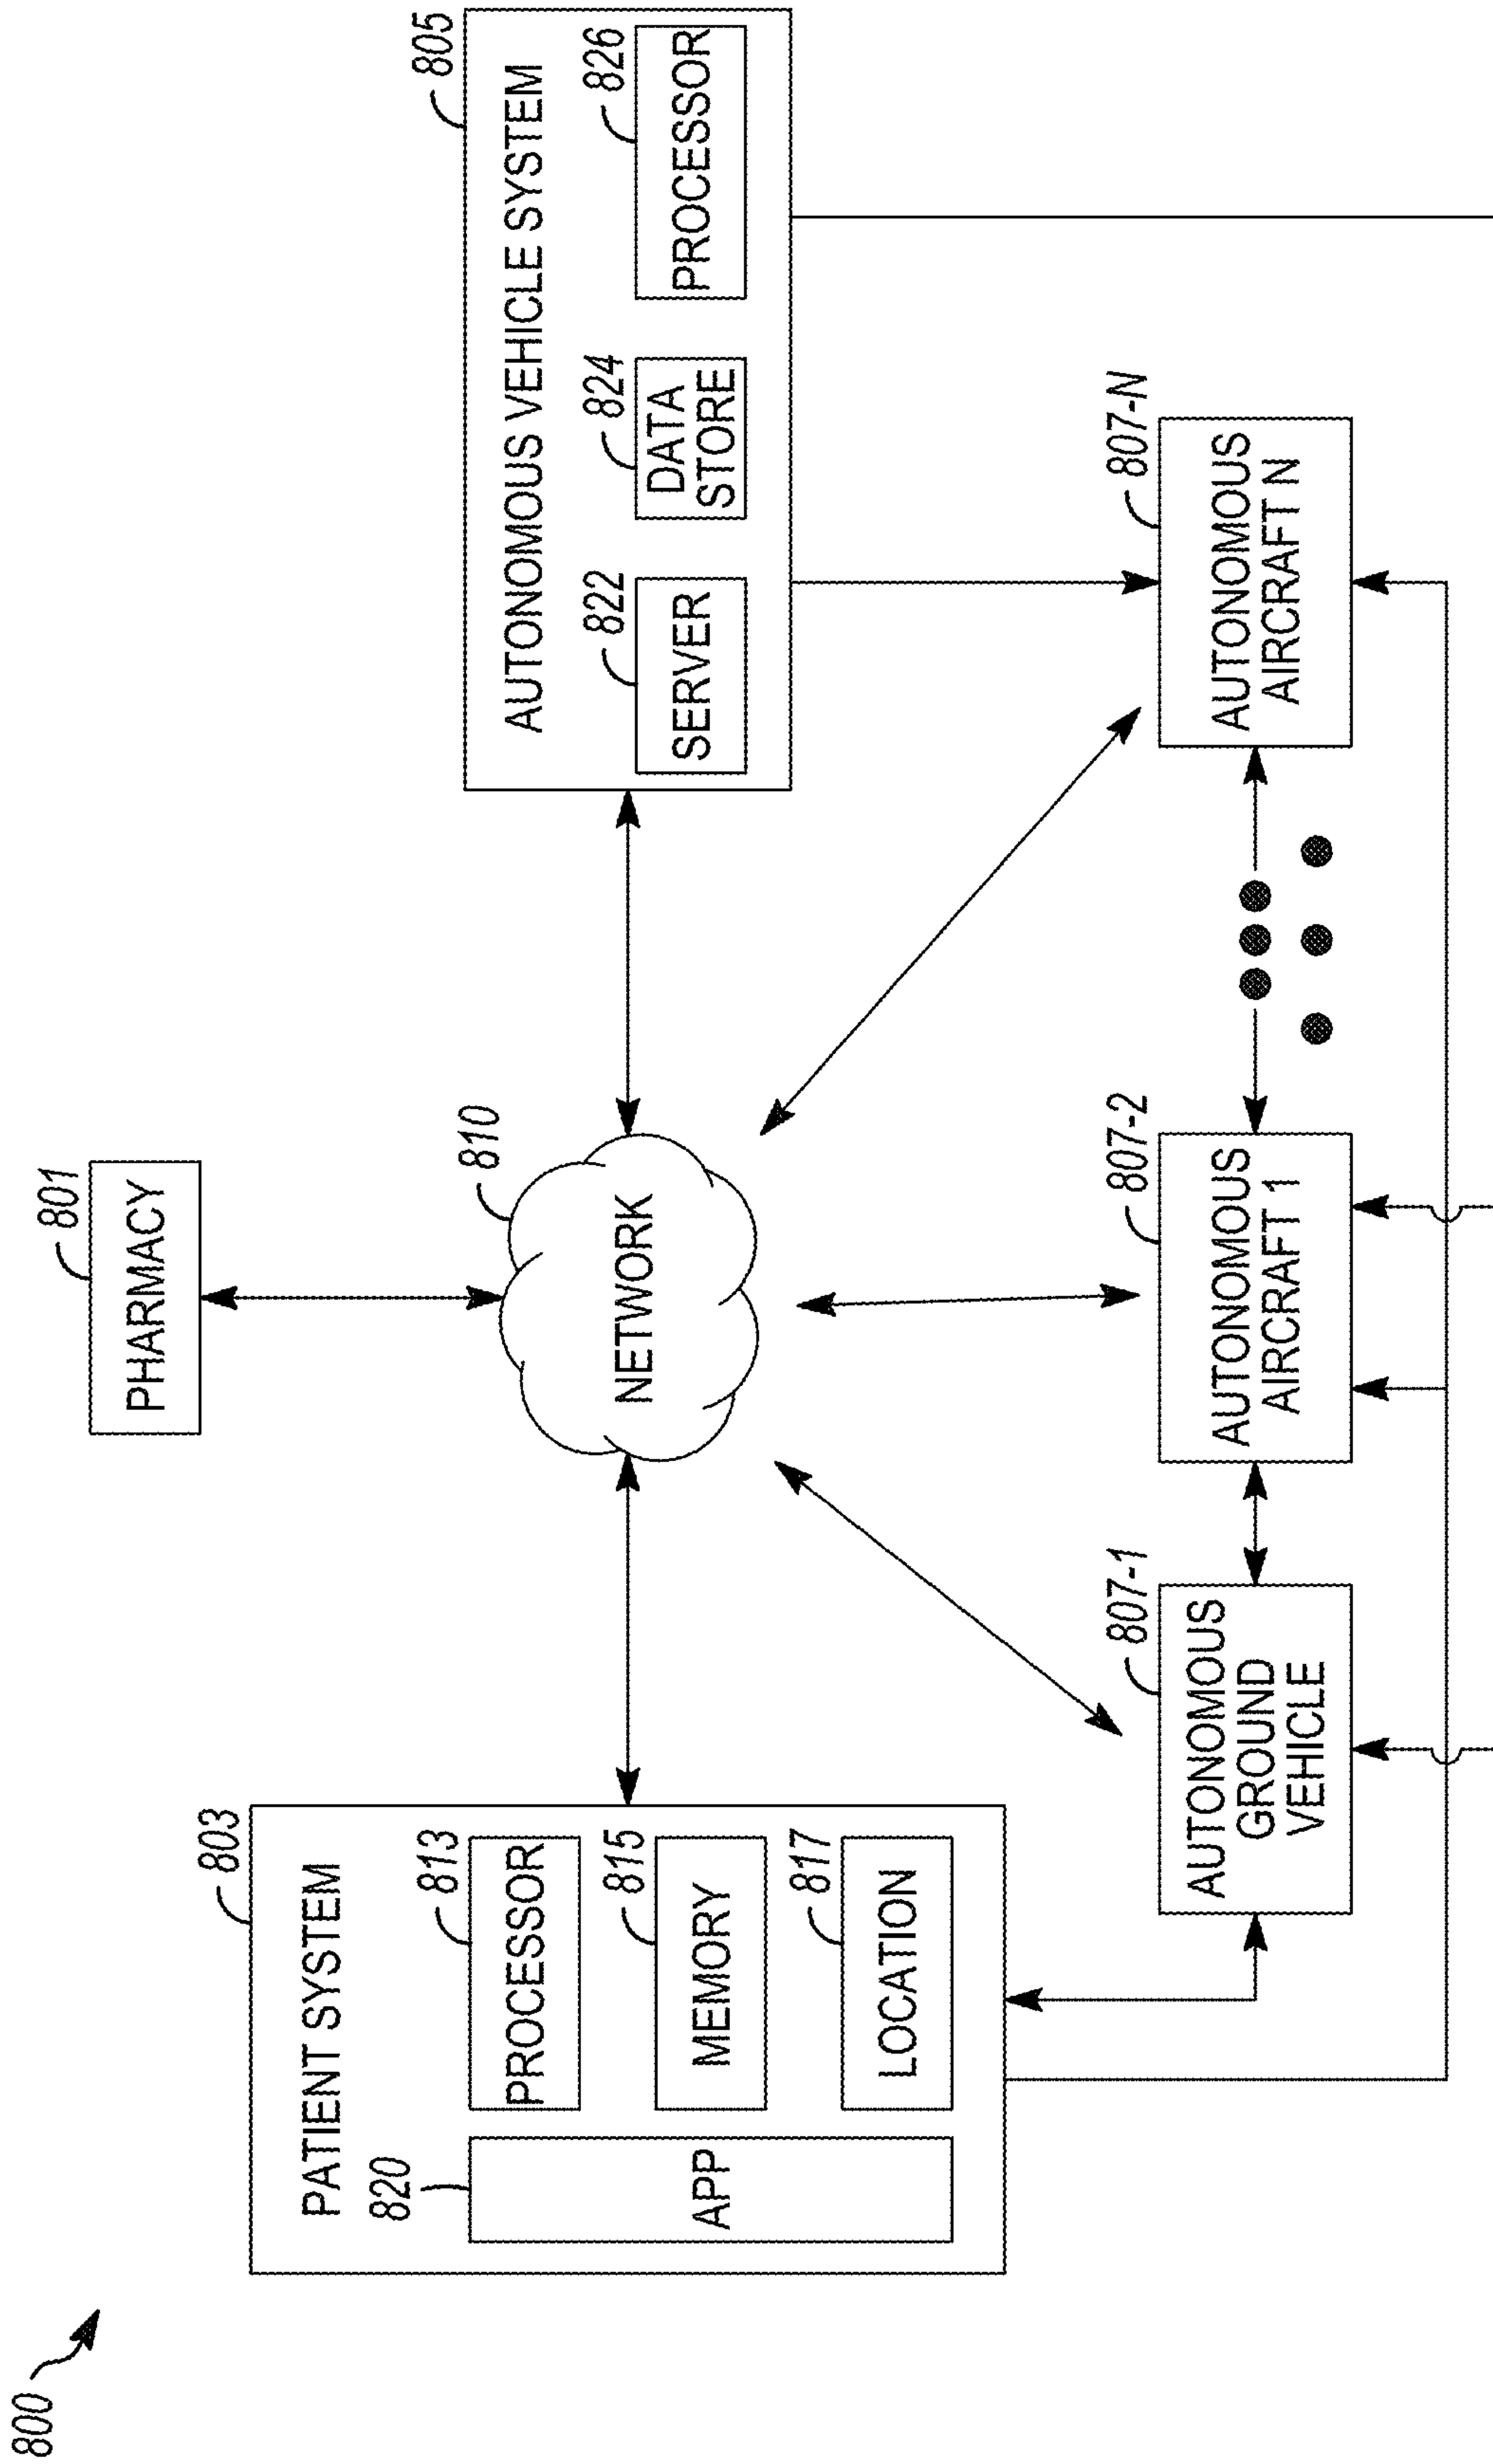 800
801
PHARMACY
803
PATIENT SYSTEM
820
APP
813
PROCESSOR
815
MEMORY
817
LOCATION
810
NETWORK
805
AUTONOMOUS VEHICLE SYSTEM
822
SERVER
824
DATA
STORE
826
PROCESSOR
807-1
AUTONOMOUS
GROUND
VEHICLE
807-2
AUTONOMOUS
AIRCRAFT 1
807-N
AUTONOMOUS
AIRCRAFT N